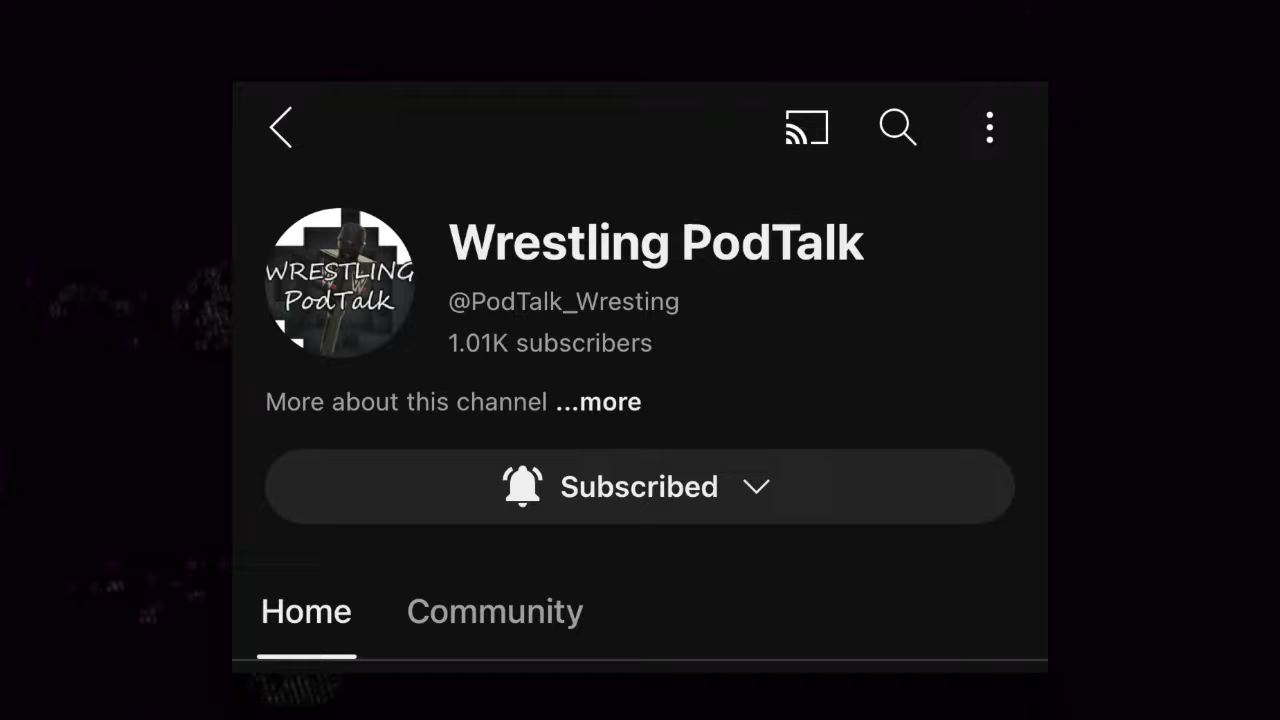 WRESTLING
PodTalk
Wrestling PodTalk
@PodTalk_Wresting
1.01K subscribers
More about this channel ...more
Subscribed
Home Community